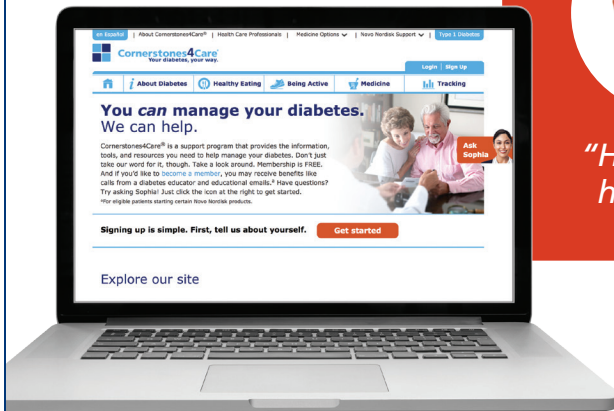 en Español | About Cornerstones4Care® | Health Care Professionals | Medicine Options | Novo Nordisk Support | Type 1 Diabetes
Cornerstones4Care®
Your diabetes, your way.
Login | Sign Up
i About Diabetes Healthy Eating Being Active Medicine Tracking
You can manage your diabetes.
We can help.
Cornerstones4Care® is a support program that provides the information,
tools, and resources you need to help manage your diabetes. Don't just
take our word for it, though. Take a look around. Membership is FREE.
And if you'd like to become a member, you may receive benefits like
calls from a diabetes educator and educational emails.ª Have questions?
Try asking Sophia! Just click the icon at the right to get started.
ªFor eligible patients starting certain Novo Nordisk products.
Ask
Sophia
Signing up is simple. First, tell us about yourself. Get started
Explore our site
"H
h